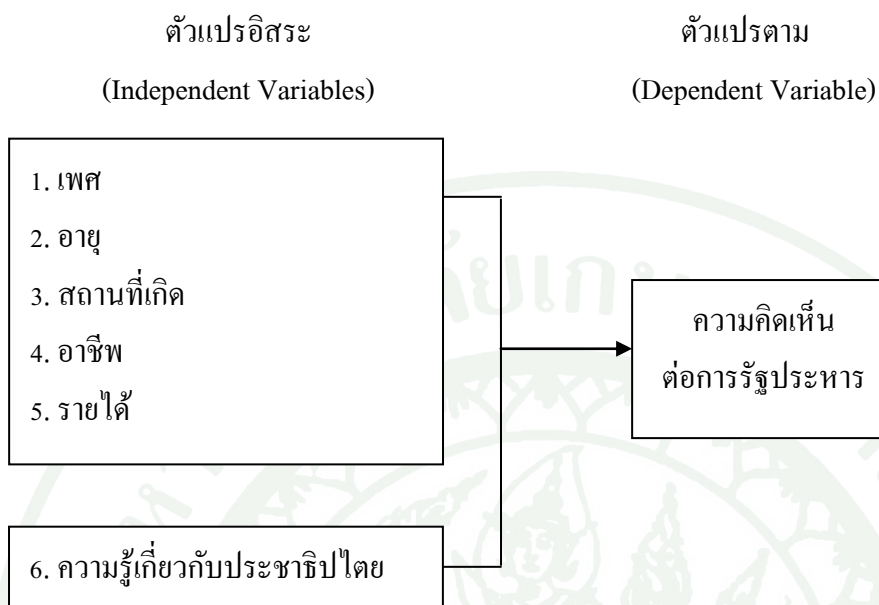 ตัวแปรอิสระ
(Independent Variables)
ตัวแปรตาม
(Dependent Variable)
1. เพศ
2. อายุ
3. สถานที่เกิด
4. อาชีพ
5. รายได้
6. ความรู้เกี่ยวกับประชาธิปไตย
ความคิดเห็น
ต่อการรัฐประหาร